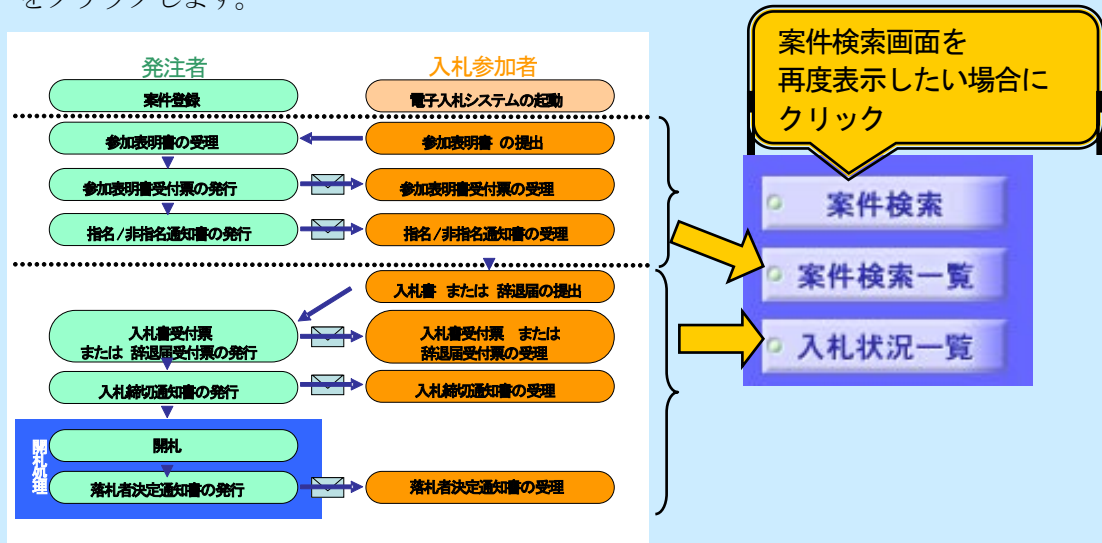 をクリックします。
発注者
入札参加者
案件登録
電子入札システムの起動
参加表明書の受理
参加表明書 の提出
参加表明書受付票の発行
参加表明書受付票の受理
指名/非指名通知書の発行
指名/非指名通知書の受理
入札書 または 辞退届の提出
入札書受付票
または 辞退届受付票の発行
入札書受付票 または
辞退届受付票の受理
入札締切通知書の発行
入札締切通知書の受理
開札処理
開札
落札者決定通知書の発行
落札者決定通知書の受理
案件検索画面を
再度表示したい場合に
クリック
案件検索
案件検索一覧
入札状況一覧